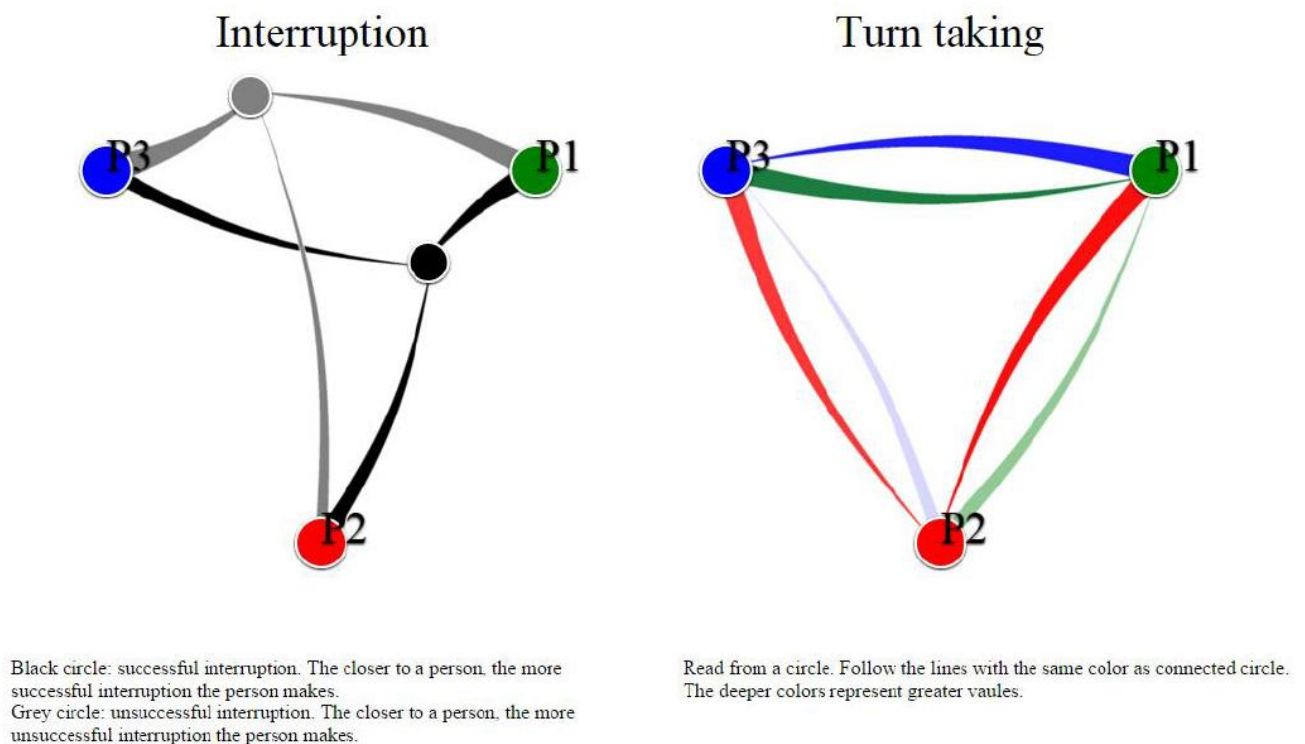 Interruption
Turn taking
P3
P1
P2
P3
P1
P2
Black circle: successful interruption. The closer to a person, the more
successful interruption the person makes.
Grey circle: unsuccessful interruption. The closer to a person, the more
unsuccessful interruption the person makes.
Read from a circle. Follow the lines with the same color as connected circle.
The deeper colors represent greater vaules.